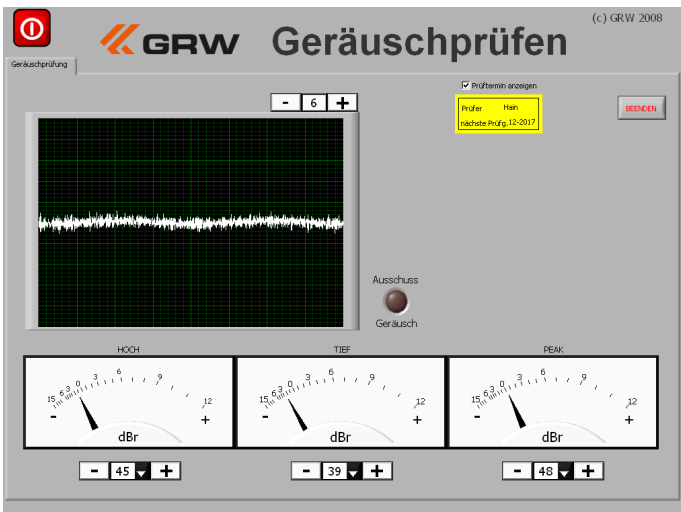 (c) GRW 2008
GRW Geräuschprüfen
Geräuschprüfung
Prüftermin anzeigen
- 6 +
Prüfer Hain
nächste Prüfg. 12-2017
BEENDEN
Ausschuss
Geräusch
HOCH
15 6 3 0 3 6 9 12
- +
dBr
- 45 +
TIEF
15 6 3 0 3 6 9 12
- +
dBr
- 39 +
PEAK
15 6 3 0 3 6 9 12
- +
dBr
- 48 +